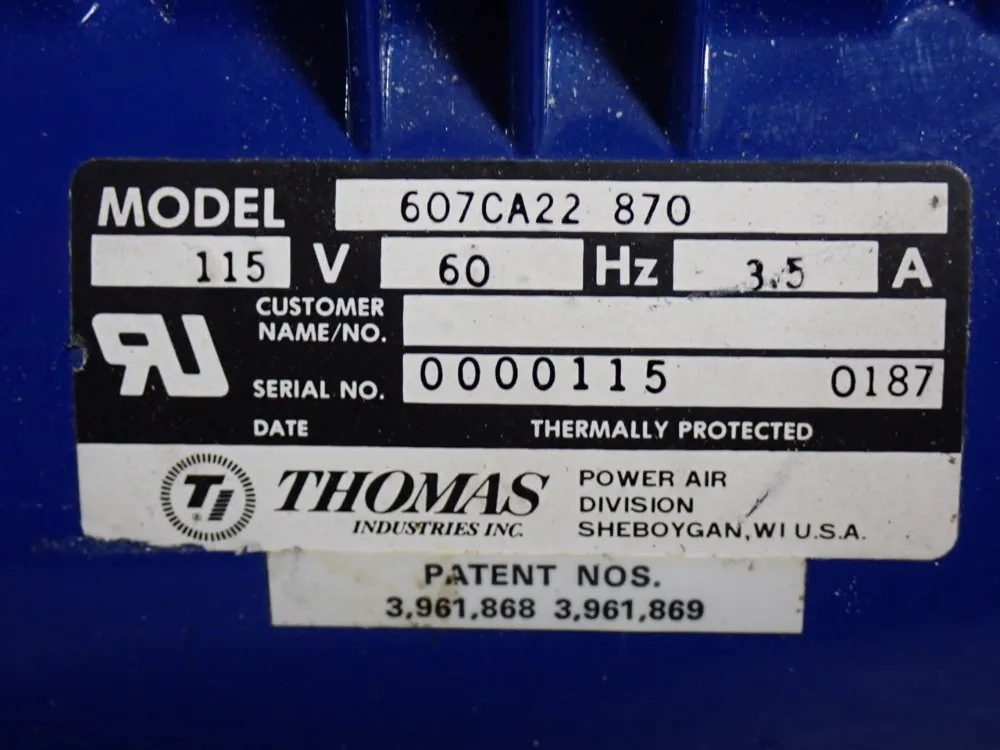 MODEL 607CA22 870
115 V 60 Hz 3.5 A
CUSTOMER
NAME/NO.
SERIAL NO. 0000115 0187
DATE THERMALLY PROTECTED
TI ® THOMAS POWER AIR
INDUSTRIES INC. DIVISION
SHEBOYGAN, WI U.S.A.
PATENT NOS.
3,961,868 3,961,869